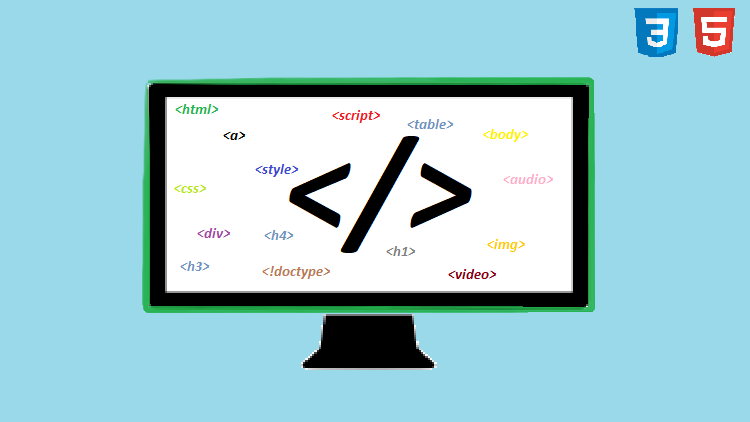 3 5
<html>
<script>
<table>
<a>
<body>
<style>
</>
<audio>
<css>
<div>
<h4>
<h1>
<img>
<h3>
<!doctype>
<video>